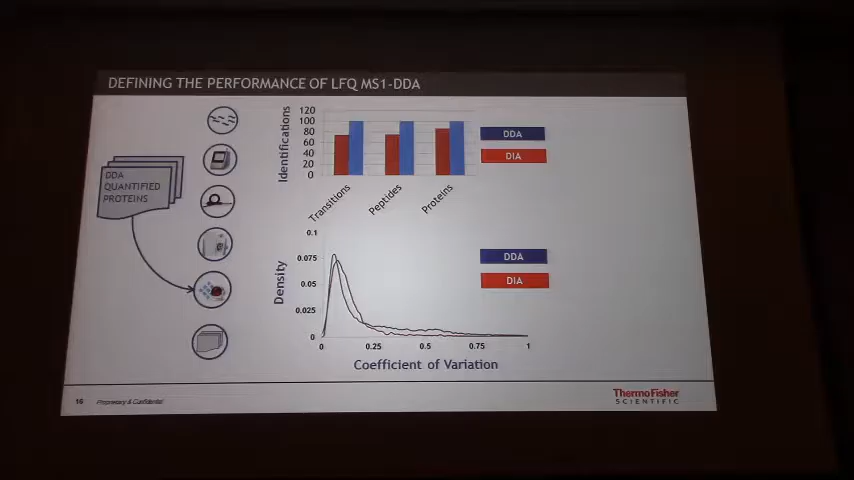 DEFINING THE PERFORMANCE OF LFQ MS1-DDA
DDA
QUANTIFIED
PROTEINS
Identifications
120
100
80
60
40
20
0
Transitions
Peptides
Proteins
DDA
DIA
Density
0.1
0.075
0.05
0.025
0
0
0.25
0.5
0.75
1
Coefficient of Variation
DDA
DIA
16
Proprietary & Confidential
ThermoFisher
SCIENTIFIC